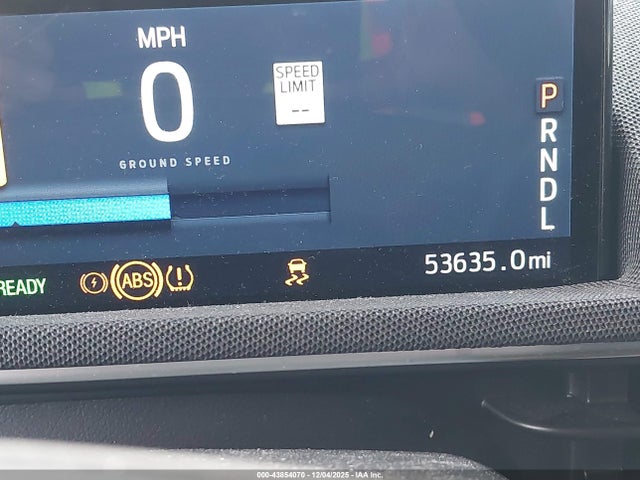 MPH
0
SPEED
LIMIT
--
GROUND SPEED
P
R
N
D
L
READY
ABS
53635.0mi
000-43854070 - 12/04/2025 - IAA Inc.